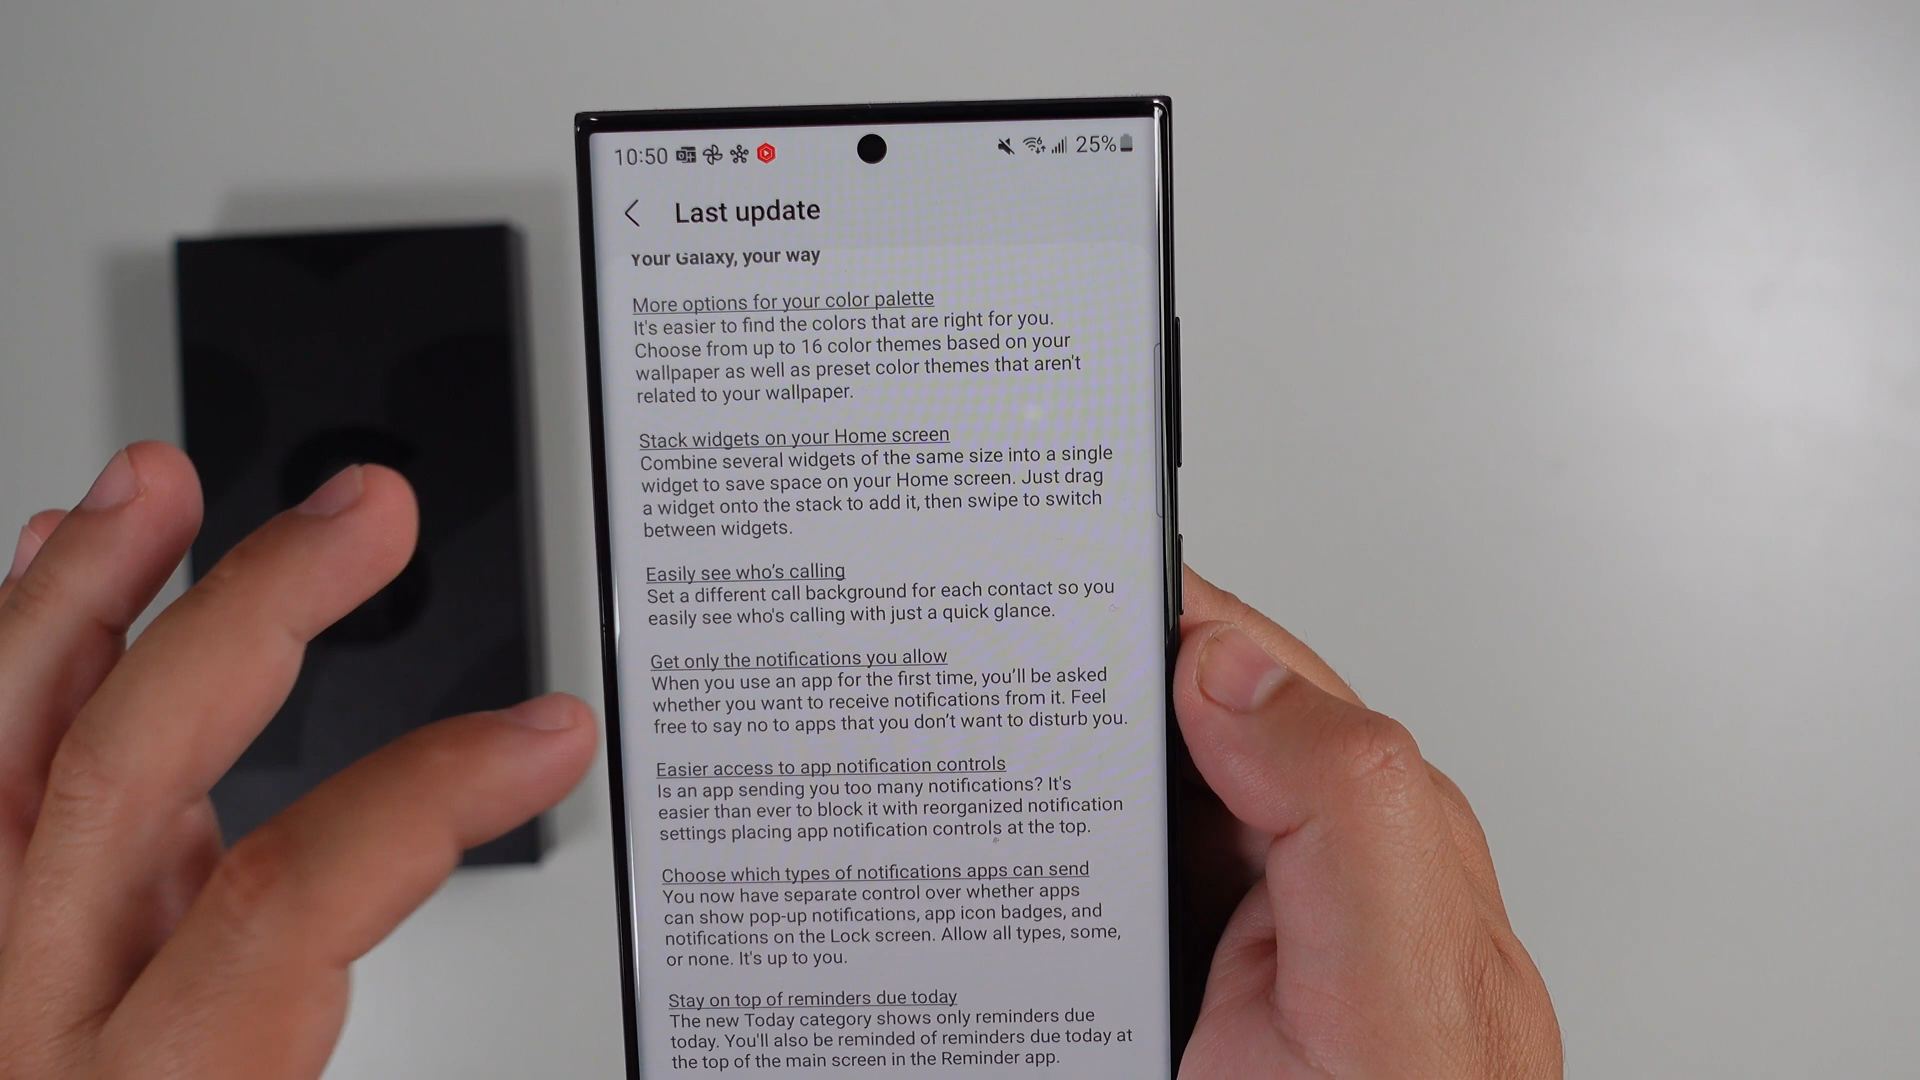 10:50
25%
Last update
Your Galaxy, your way
More options for your color palette
It's easier to find the colors that are right for you.
Choose from up to 16 color themes based on your
wallpaper as well as preset color themes that aren't
related to your wallpaper.
Stack widgets on your Home screen
Combine several widgets of the same size into a single
widget to save space on your Home screen. Just drag
a widget onto the stack to add it, then swipe to switch
between widgets.
Easily see who’s calling
Set a different call background for each contact so you
easily see who's calling with just a quick glance.
Get only the notifications you allow
When you use an app for the first time, you’ll be asked
whether you want to receive notifications from it. Feel
free to say no to apps that you don’t want to disturb you.
Easier access to app notification controls
Is an app sending you too many notifications? It's
easier than ever to block it with reorganized notification
settings placing app notification controls at the top.
Choose which types of notifications apps can send
You now have separate control over whether apps
can show pop-up notifications, app icon badges, and
notifications on the Lock screen. Allow all types, some,
or none. It's up to you.
Stay on top of reminders due today
The new Today category shows only reminders due
today. You'll also be reminded of reminders due today at
the top of the main screen in the Reminder app.